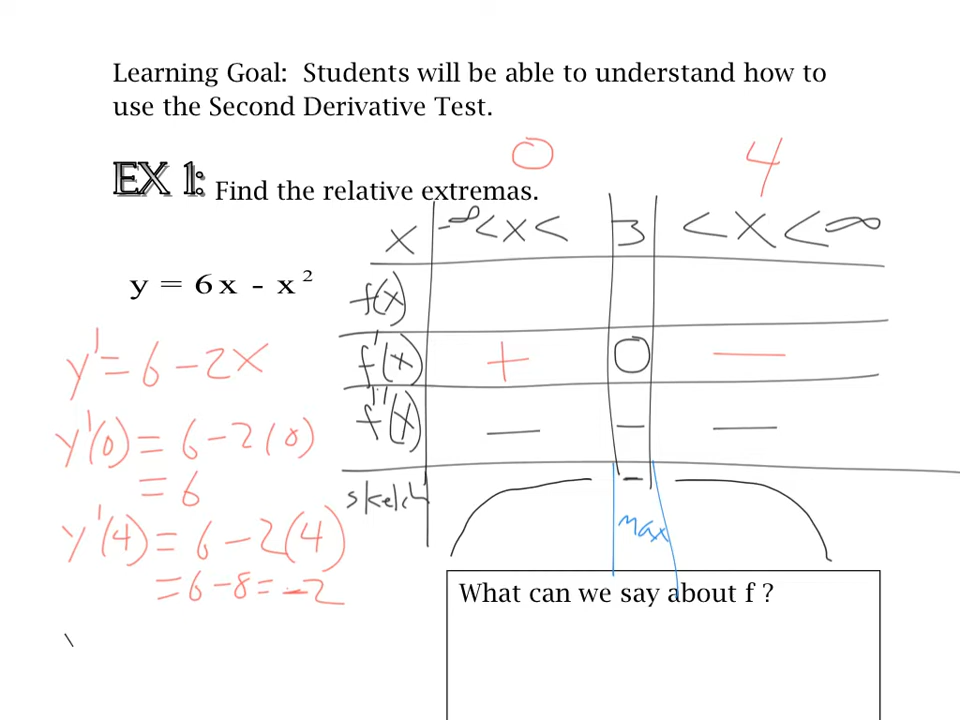 Learning Goal:  Students will be able to understand how to
use the Second Derivative Test.
0 4
EX 1: Find the relative extremas.
x -∞ < x < 3 < x < ∞
y = 6x - x²
f(x)
y' = 6 - 2x
f'(x) + 0 —
f''(x) — – —
y'(0) = 6 - 2(0)
= 6
sketch –
max
y'(4) = 6 - 2(4)
= 6 - 8 = -2
What can we say about f ?